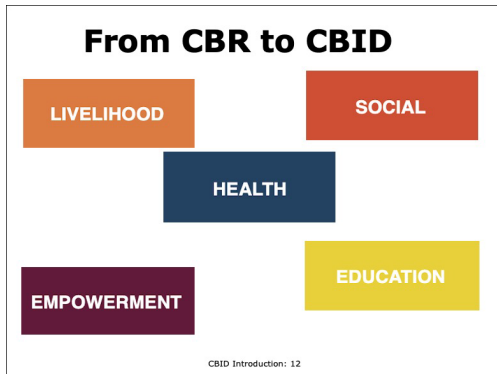 From CBR to CBID
LIVELIHOOD
SOCIAL
HEALTH
EMPOWERMENT
EDUCATION
CBID Introduction: 12